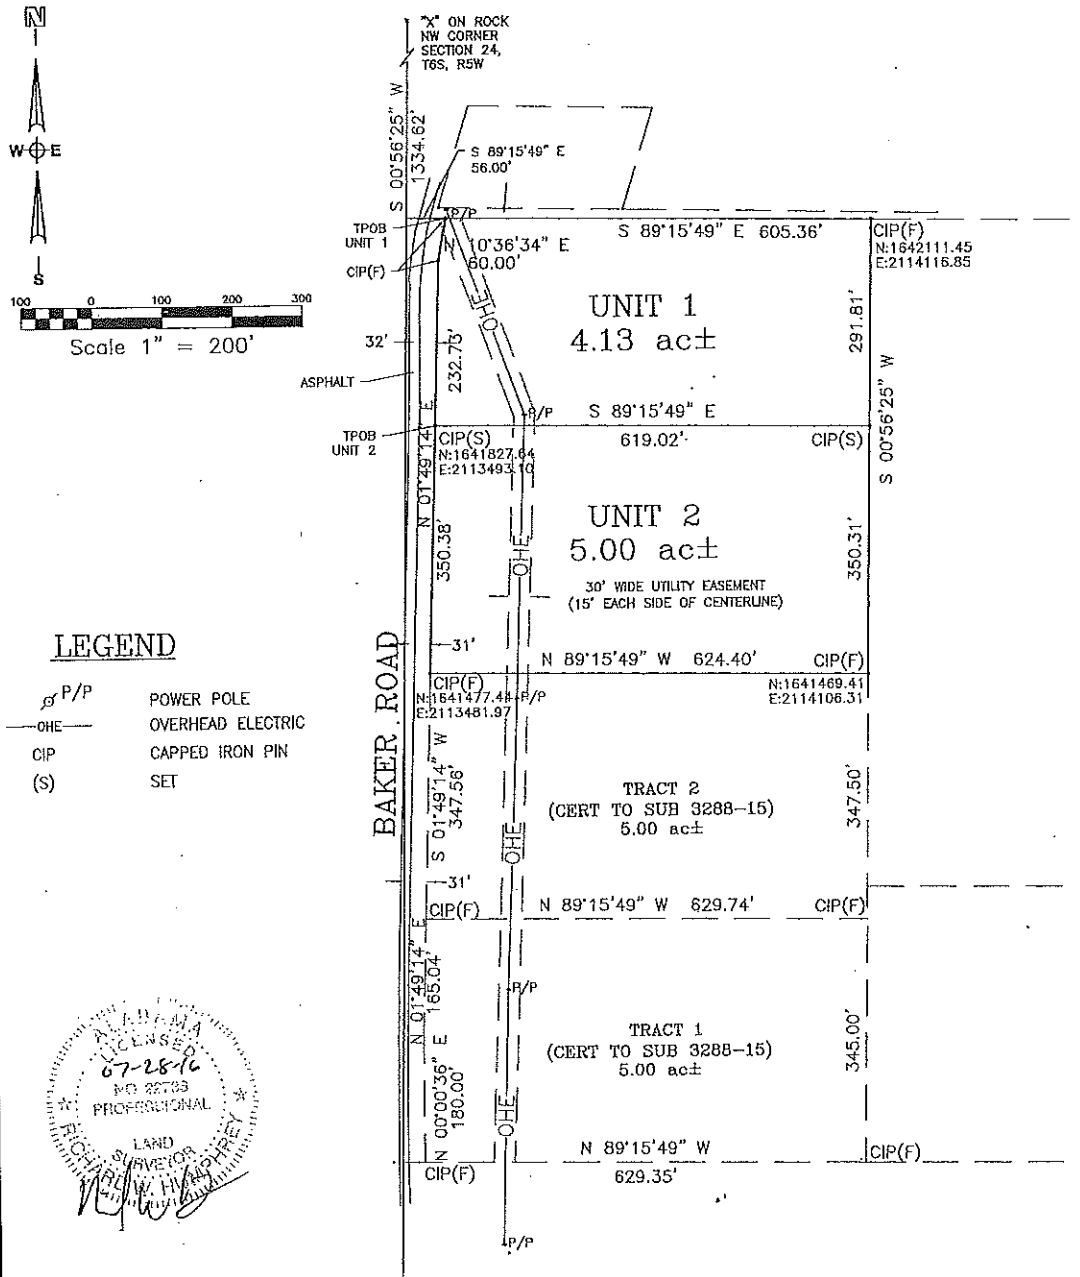 N
W E
S
100 0 100 200 300
Scale 1" = 200'
"X" ON ROCK
NW CORNER
SECTION 24,
T6S, R5W
S 00°56'25" W
1334.62'
S 89°15'49" E
56.00'
P/P
TPOB
UNIT 1
CIP(F)
N 10°36'34" E
60.00'
S 89°15'49" E 605.36'
CIP(F)
N:1642111.45
E:2114116.85
OHE
UNIT 1
4.13 ac±
291.81'
32'
232.73'
ASPHALT
S 00°56'25" W
P/P
S 89°15'49" E
619.02'
TPOB
UNIT 2
CIP(S)
N:1641827.64
E:2113493.10
CIP(S)
N 01°49'14" E
350.38'
UNIT 2
5.00 ac±
OHE
350.31'
30' WIDE UTILITY EASEMENT
(15' EACH SIDE OF CENTERLINE)
31'
N 89°15'49" W 624.40'
CIP(F)
CIP(F)
N:1641477.44
E:2113481.97
P/P
N:1641469.41
E:2114106.31
LEGEND
P/P POWER POLE
OHE OVERHEAD ELECTRIC
CIP CAPPED IRON PIN
(S) SET
BAKER ROAD
S 01°49'14" W
347.56'
TRACT 2
(CERT TO SUB 3288-15)
5.00 ac±
347.50'
OHE
31'
CIP(F)
N 89°15'49" W 629.74'
CIP(F)
N 01°49'14" E
165.04'
P/P
TRACT 1
(CERT TO SUB 3288-15)
5.00 ac±
345.00'
N 00°00'36" E
180.00'
OHE
N 89°15'49" W
629.35'
CIP(F)
CIP(F)
P/P
ALABAMA
LICENSED
07-28-16
PROFESSIONAL
LAND
SURVEYOR
RICHARD W. HUMPHREY